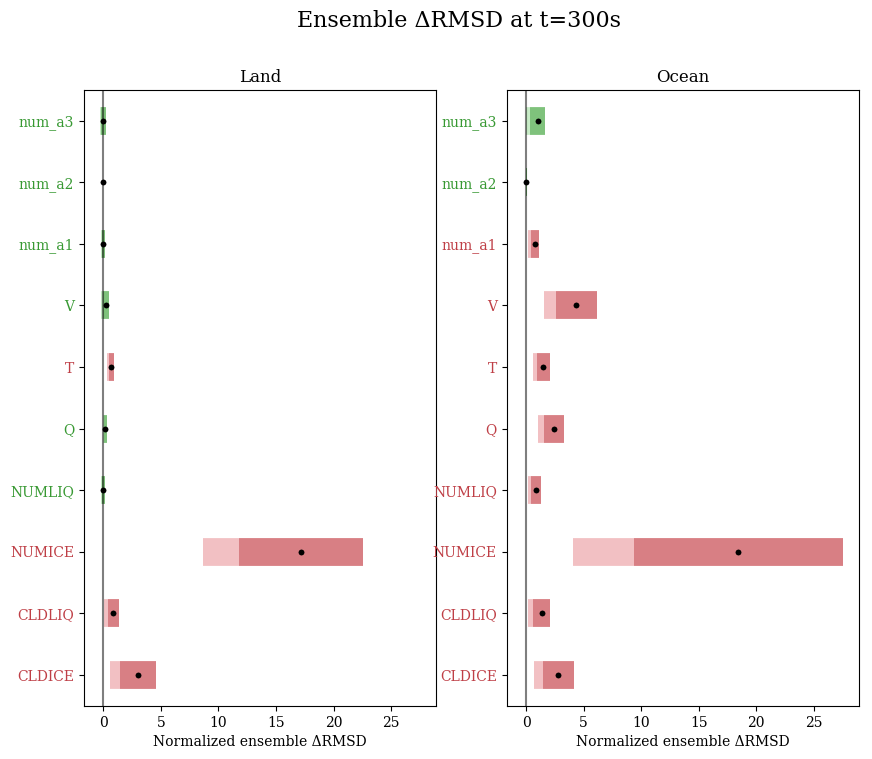 Ensemble ΔRMSD at t=300s
Land
num_a3
num_a2
num_a1
V
T
Q
NUMLIQ
NUMICE
CLDLIQ
CLDICE
0 5 10 15 20 25
Normalized ensemble ΔRMSD
Ocean
num_a3
num_a2
num_a1
V
T
Q
NUMLIQ
NUMICE
CLDLIQ
CLDICE
0 5 10 15 20 25
Normalized ensemble ΔRMSD